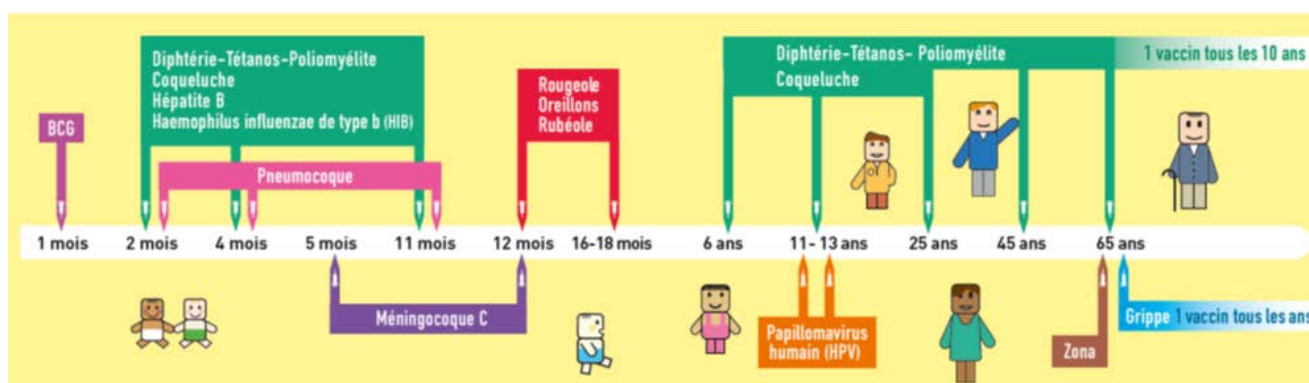 Diphtérie-Tétanos-Poliomyélite
Coqueluche
Hépatite B
Haemophilus influenzae de type b (HIB)
Diphtérie-Tétanos- Poliomyélite
Coqueluche
1 vaccin tous les 10 ans
Rougeole
Oreillons
Rubéole
BCG
Pneumocoque
1 mois
2 mois
4 mois
5 mois
11 mois
12 mois
16-18 mois
6 ans
11- 13 ans
25 ans
45 ans
65 ans
Méningocoque C
Papillomavirus
humain (HPV)
Zona
Grippe 1 vaccin tous les ans